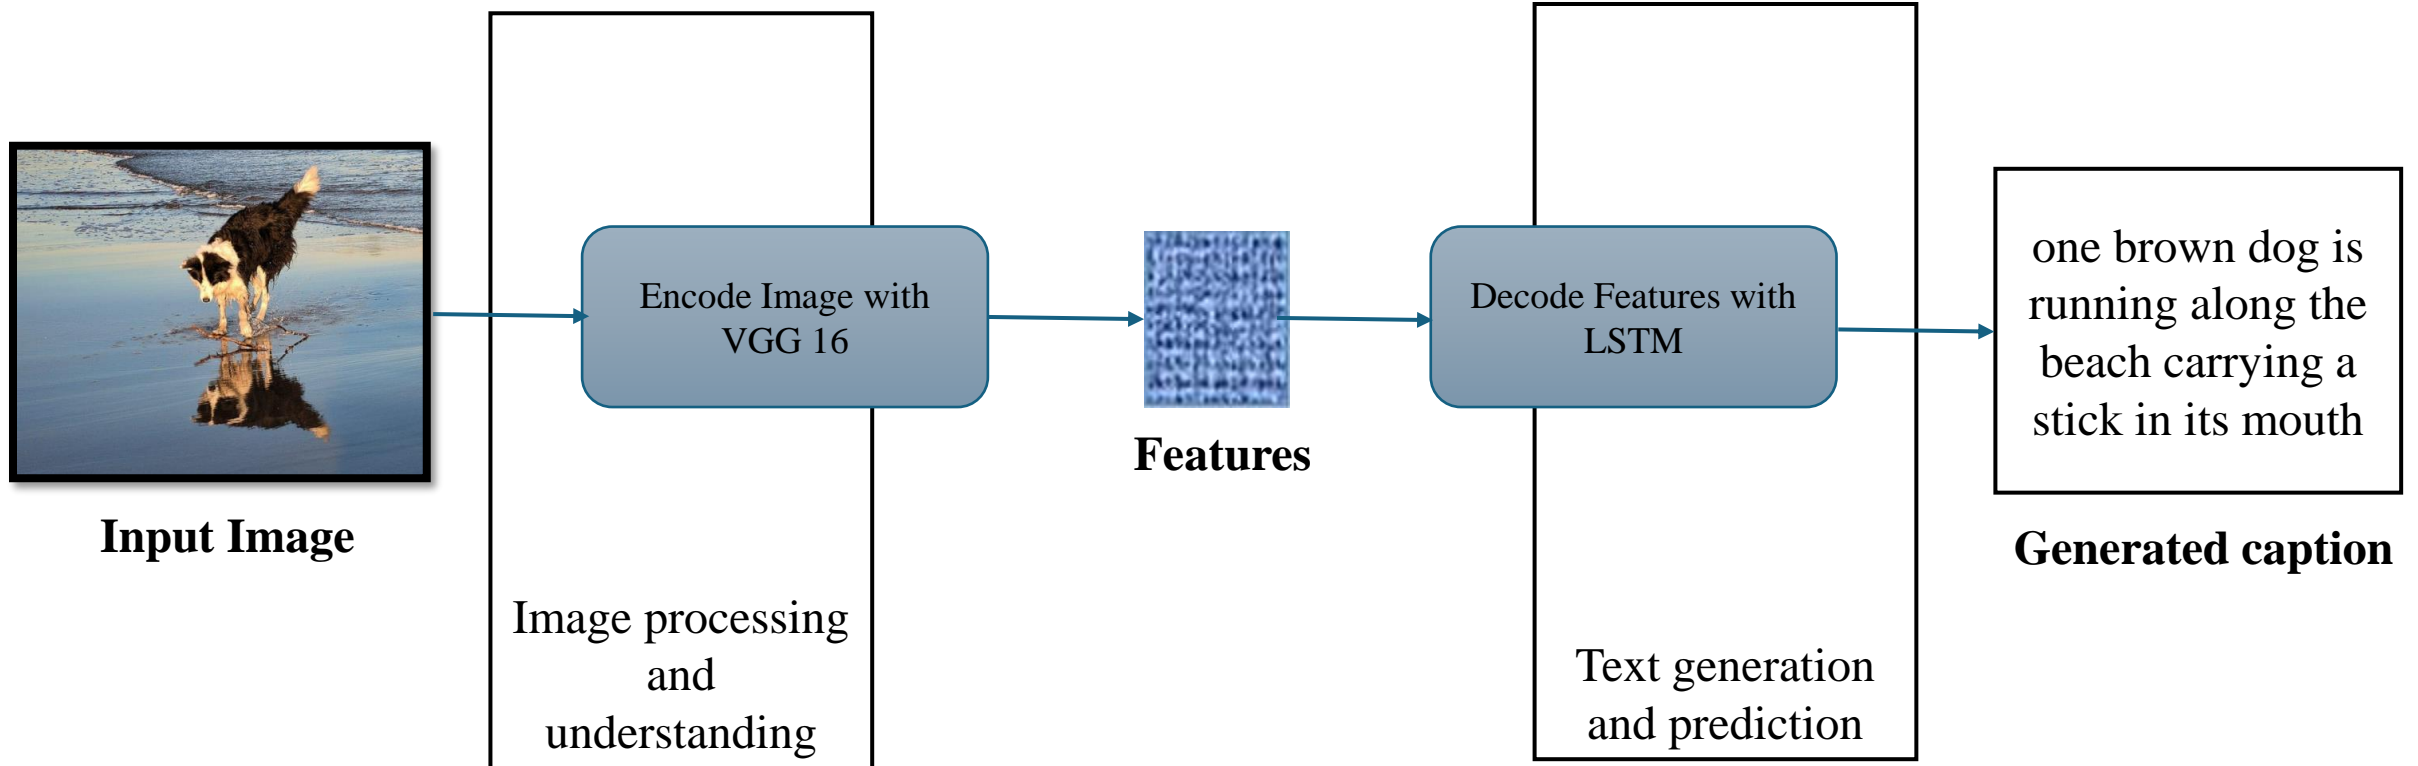 Input Image
Image processing
and
understanding
Encode Image with
VGG 16
Features
Decode Features with
LSTM
Text generation
and prediction
one brown dog is
running along the
beach carrying a
stick in its mouth
Generated caption